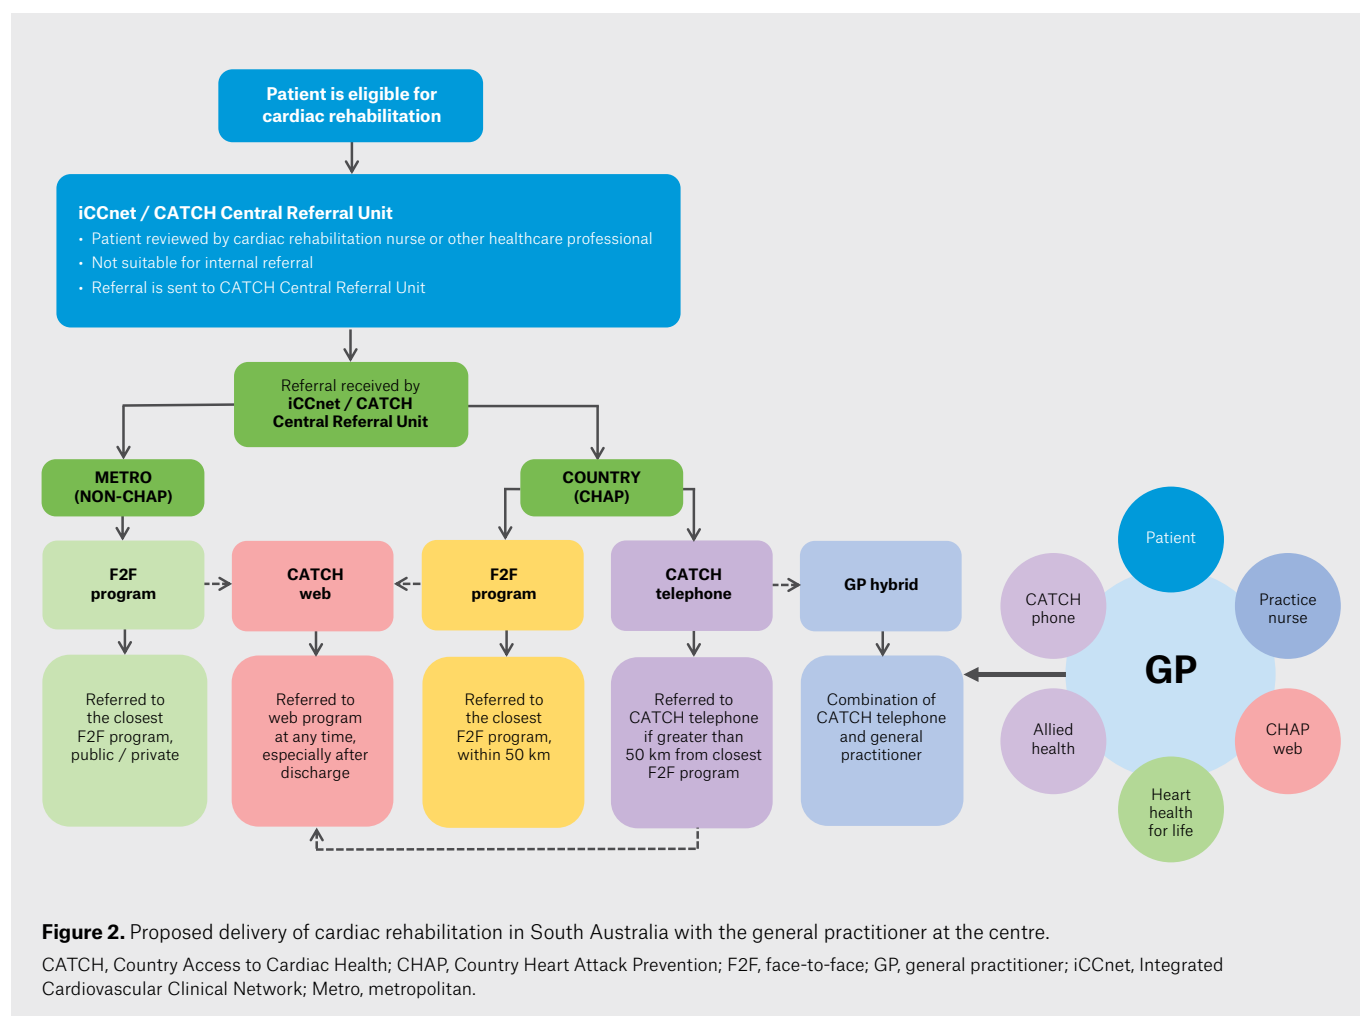 Patient is eligible for
cardiac rehabilitation
iCCnet / CATCH Central Referral Unit
• Patient reviewed by cardiac rehabilitation nurse or other healthcare professional
• Not suitable for internal referral
• Referral is sent to CATCH Central Referral Unit
Referral received by
iCCnet / CATCH
Central Referral Unit
METRO
(NON-CHAP)
COUNTRY
(CHAP)
F2F
program
CATCH
web
F2F
program
CATCH
telephone
GP hybrid
Referred to
the closest
F2F program,
public / private
Referred to
web program
at any time,
especially after
discharge
Referred to
the closest
F2F program,
within 50 km
Referred to
CATCH telephone
if greater than
50 km from closest
F2F program
Combination of
CATCH telephone
and general
practitioner
Patient
CATCH
phone
Practice
nurse
GP
Allied
health
CHAP
web
Heart
health
for life
Figure 2. Proposed delivery of cardiac rehabilitation in South Australia with the general practitioner at the centre.
CATCH, Country Access to Cardiac Health; CHAP, Country Heart Attack Prevention; F2F, face-to-face; GP, general practitioner; iCCnet, Integrated
Cardiovascular Clinical Network; Metro, metropolitan.